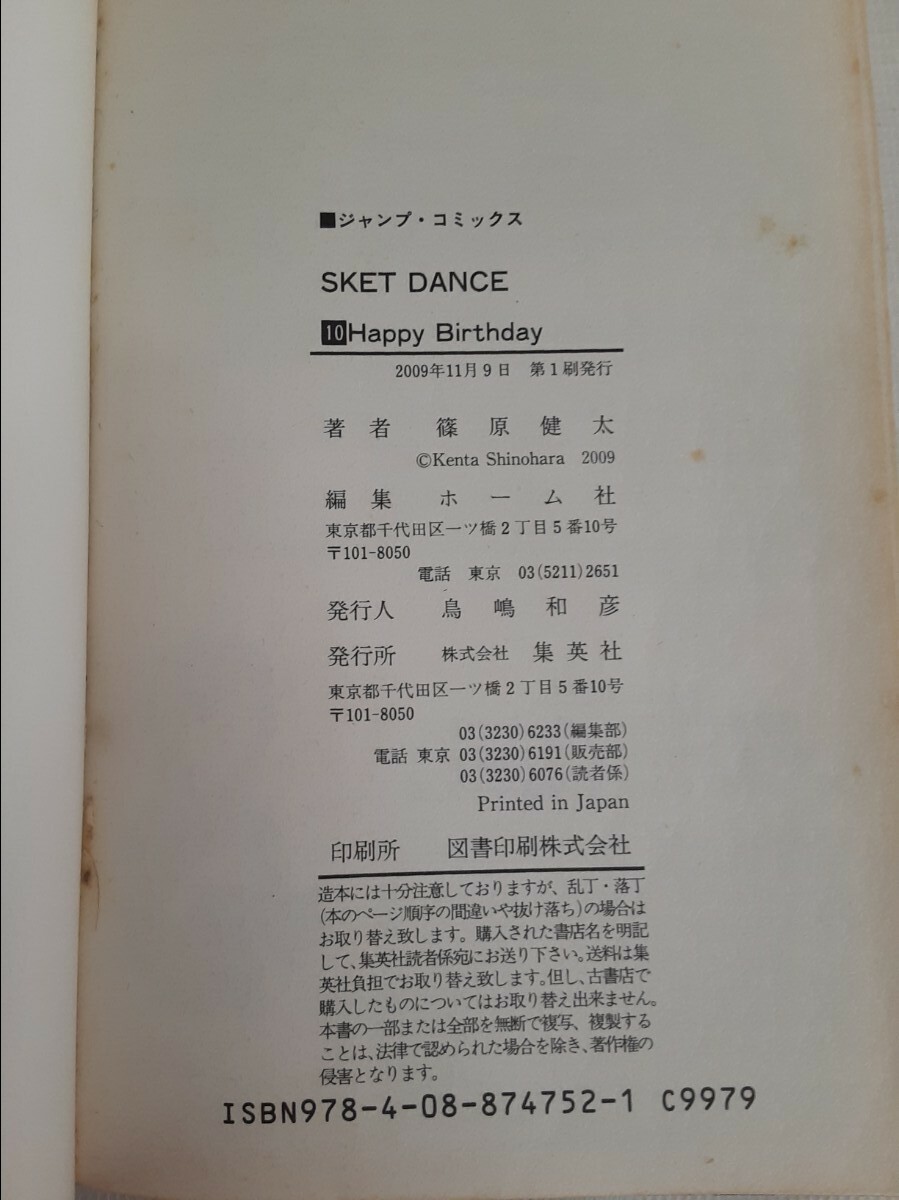 ■ジャンプ・コミックス
SKET DANCE
10 Happy Birthday
2009年11月9日 第1刷発行
著者 篠原健太
©Kenta Shinohara 2009
編集 ホーム社
東京都千代田区一ツ橋2丁目5番10号
〒101-8050
電話 東京 03(5211)2651
発行人 鳥嶋和彦
発行所 株式会社 集英社
東京都千代田区一ツ橋2丁目5番10号
〒101-8050
03(3230)6233(編集部)
電話 東京 03(3230)6191(販売部)
03(3230)6076(読者係)
Printed in Japan
印刷所 図書印刷株式会社
造本には十分注意しておりますが、乱丁・落丁
(本のページ順序の間違いや抜け落ち)の場合は
お取り替え致します。購入された書店名を明記
して、集英社読者係宛にお送り下さい。送料は集
英社負担でお取り替え致します。但し、古書店で
購入したものについてはお取り替え出来ません。
本書の一部または全部を無断で複写、複製する
ことは、法律で認められた場合を除き、著作権の
侵害となります。
ISBN978-4-08-874752-1 C9979